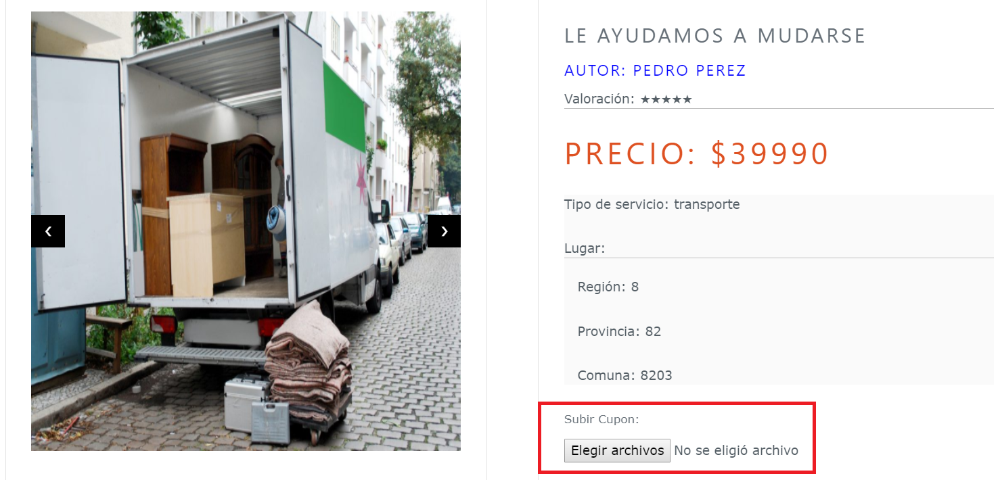 LE AYUDAMOS A MUDARSE
AUTOR: PEDRO PEREZ
Valoración: ★★★★★
PRECIO: $39990
Tipo de servicio: transporte
Lugar:
Región: 8
Provincia: 82
Comuna: 8203
Subir Cupon:
Elegir archivos No se eligió archivo